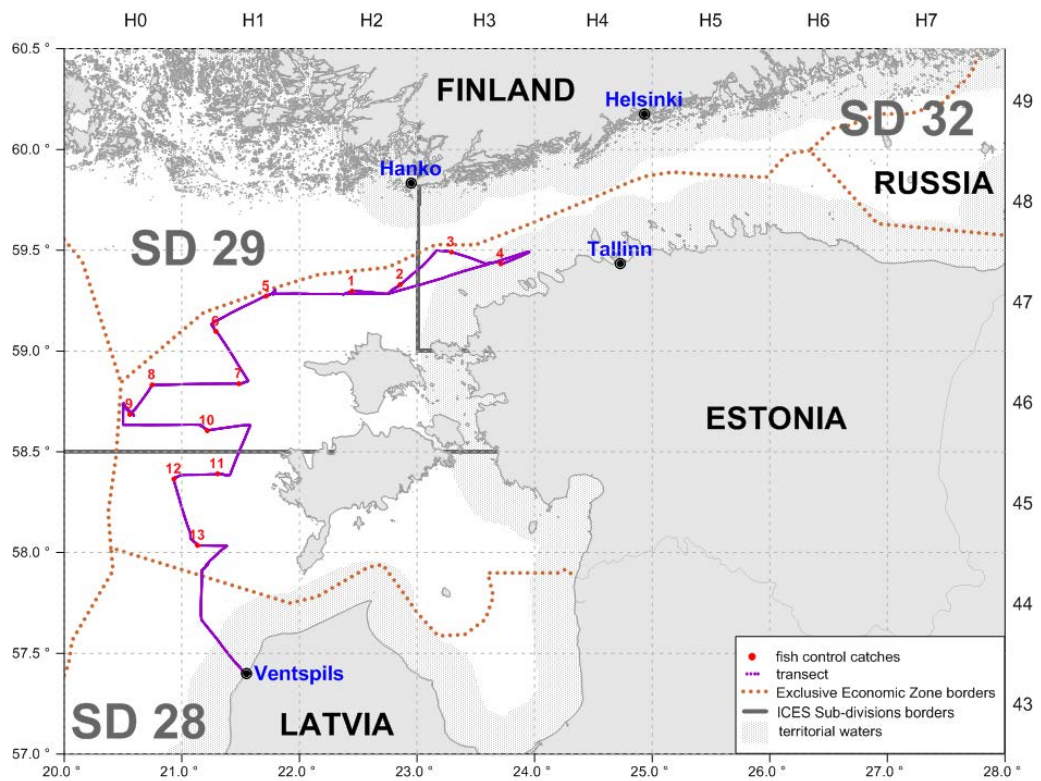 H0 H1 H2 H3 H4 H5 H6 H7
60.5 °
FINLAND
49
Helsinki
SD 32
60.0 °
Hanko
RUSSIA
48
SD 29
59.5 °
3
4
Tallinn
2
1
5
47
6
59.0 °
7
8
9
46
10
ESTONIA
58.5 °
11
12
45
13
58.0 °
44
57.5 °
Ventspils
SD 28
LATVIA
43
57.0 °
fish control catches
transect
Exclusive Economic Zone borders
ICES Sub-divisions borders
territorial waters
20.0 ° 21.0 ° 22.0 ° 23.0 ° 24.0 ° 25.0 ° 26.0 ° 27.0 ° 28.0 °